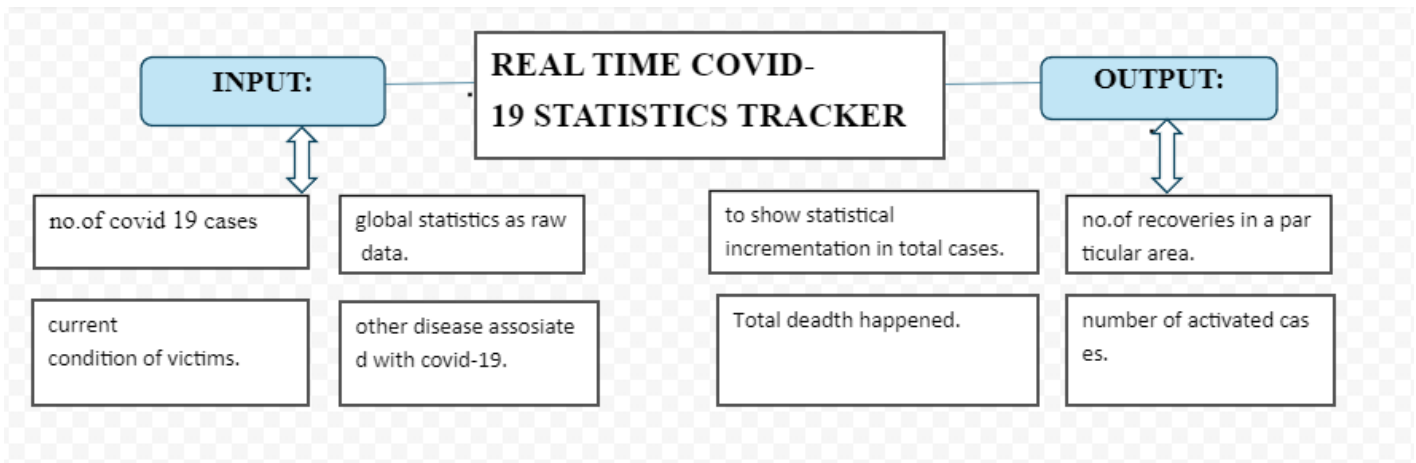 INPUT:
REAL TIME COVID-
19 STATISTICS TRACKER
OUTPUT:
no.of covid 19 cases
global statistics as raw
data.
to show statistical
incrementation in total cases.
no.of recoveries in a par
ticular area.
current
condition of victims.
other disease assosiate
d with covid-19.
Total deadth happened.
number of activated cas
es.